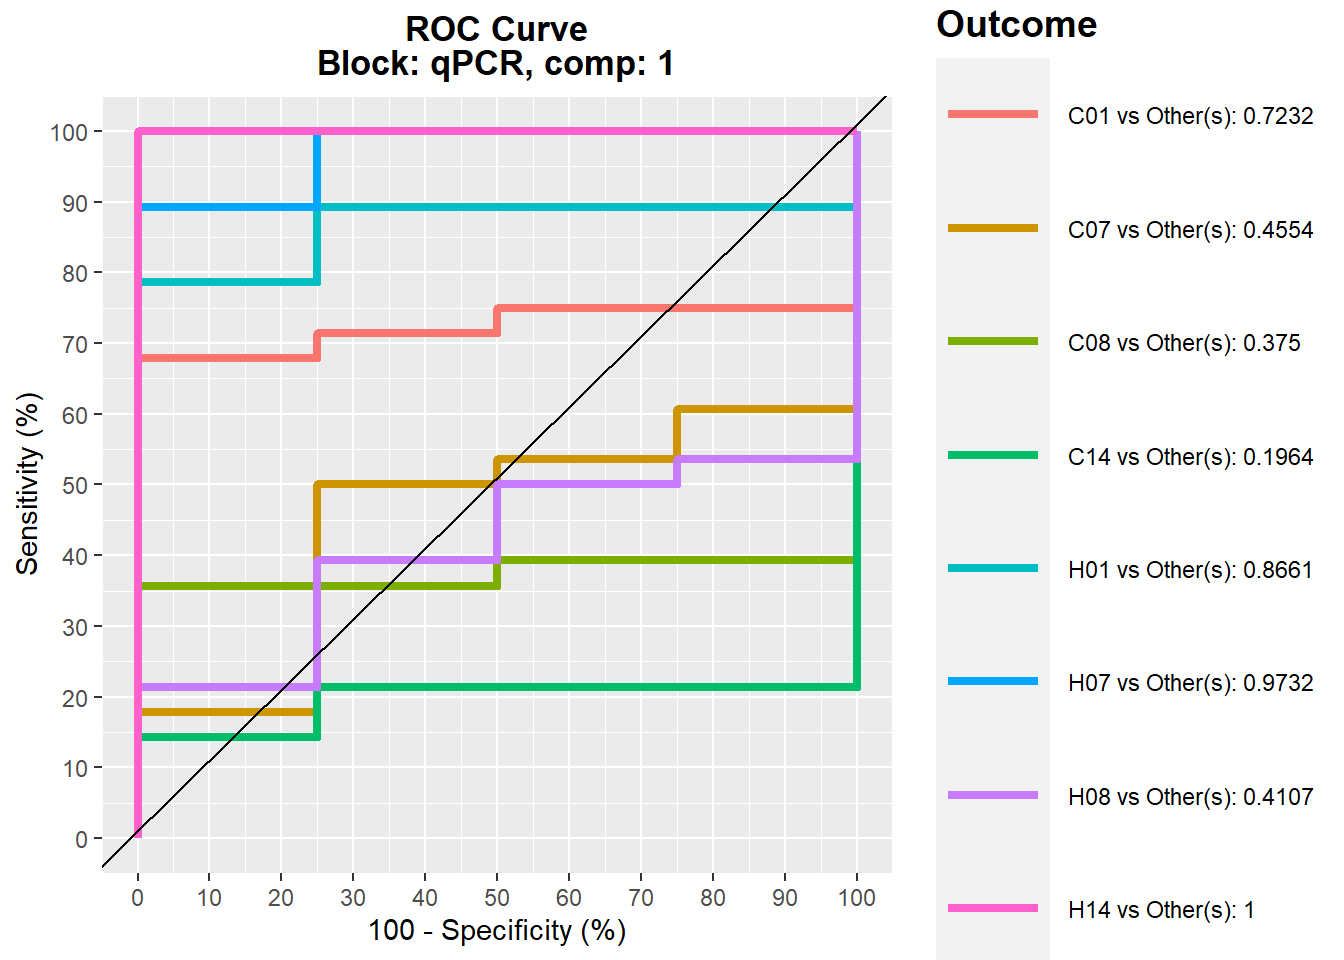 ROC Curve
Block: qPCR, comp: 1
Outcome
C01 vs Other(s): 0.7232
C07 vs Other(s): 0.4554
C08 vs Other(s): 0.375
C14 vs Other(s): 0.1964
H01 vs Other(s): 0.8661
H07 vs Other(s): 0.9732
H08 vs Other(s): 0.4107
H14 vs Other(s): 1
Sensitivity (%)
100
90
80
70
60
50
40
30
20
10
0
0 10 20 30 40 50 60 70 80 90 100
100 - Specificity (%)